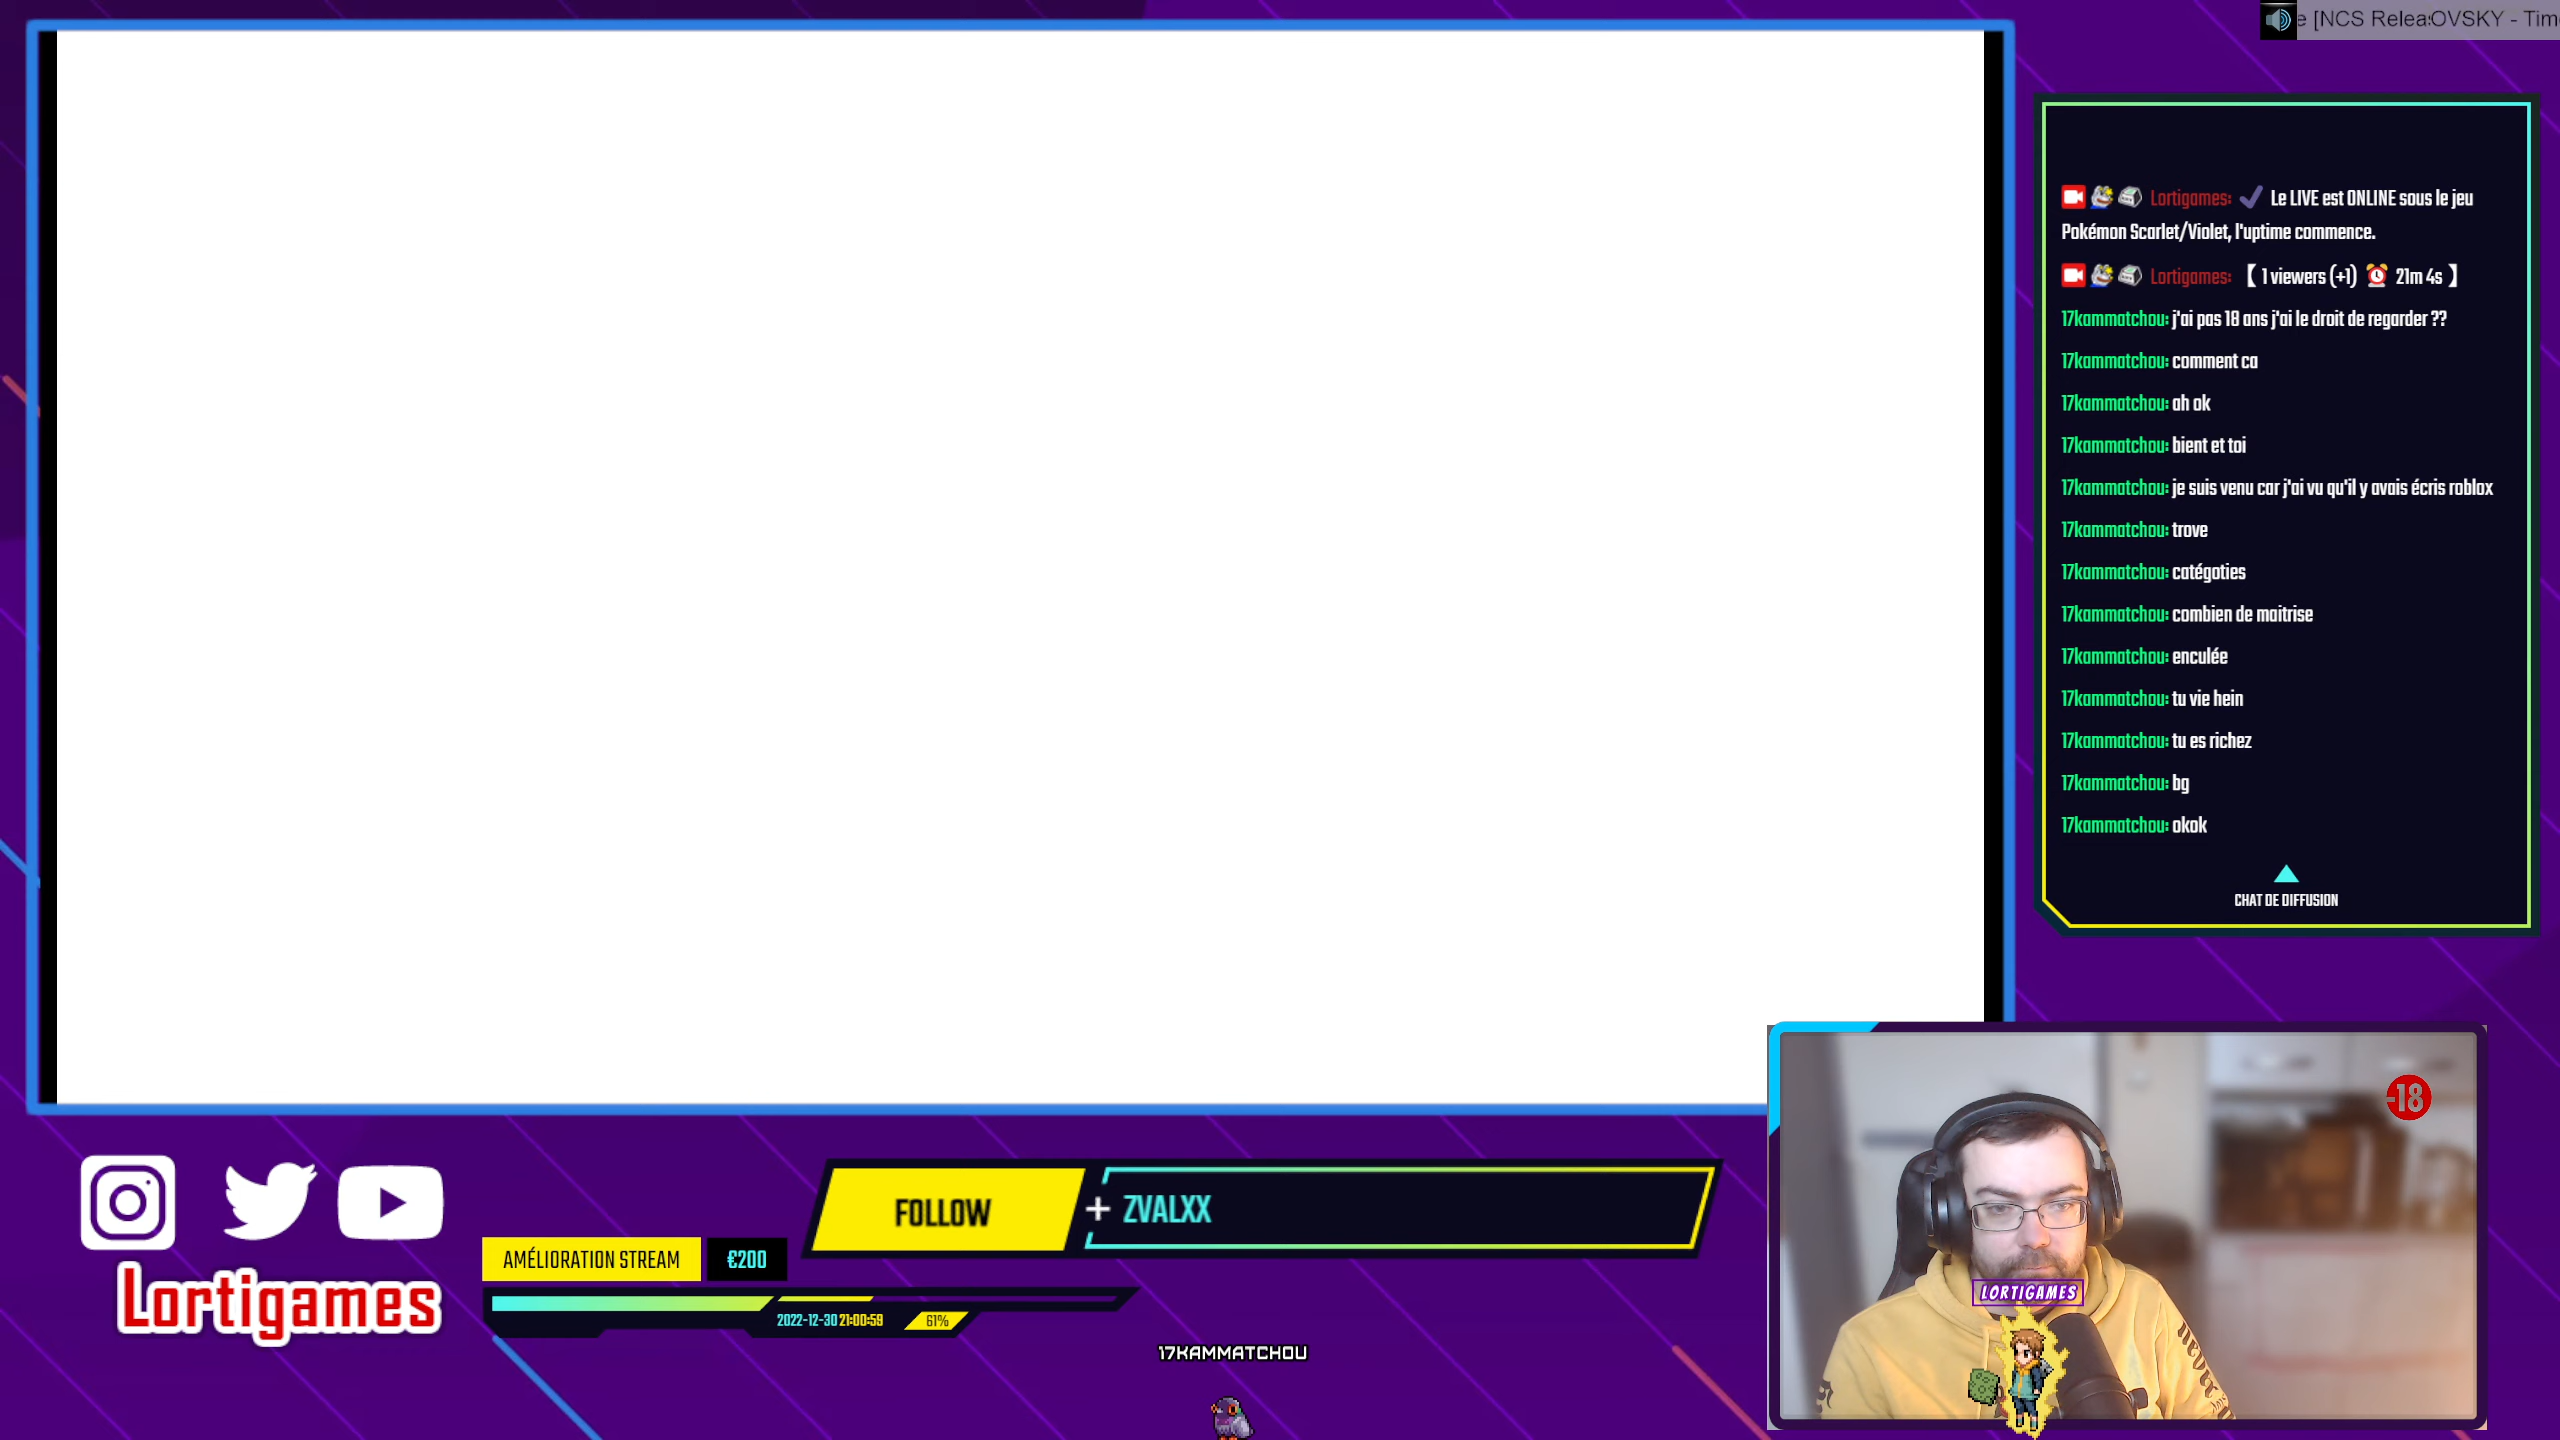 e [NCS Relea:OVSKY - Tim
Lortigames: ✔ Le LIVE est ONLINE sous le jeu
Pokémon Scarlet/Violet, l'uptime commence.
Lortigames: 【 1 viewers (+1) ⏰ 21m 4s 】
17kammatchou: j'ai pas 18 ans j'ai le droit de regarder ??
17kammatchou: comment ca
17kammatchou: ah ok
17kammatchou: bient et toi
17kammatchou: je suis venu car j'ai vu qu'il y avais écris roblox
17kammatchou: trove
17kammatchou: catégoties
17kammatchou: combien de maitrise
17kammatchou: enculée
17kammatchou: tu vie hein
17kammatchou: tu es richez
17kammatchou: bg
17kammatchou: okok
CHAT DE DIFFUSION
-18
FOLLOW
+ ZVALXX
AMÉLIORATION STREAM €200
Lortigames
2022-12-30 21:00:59 61%
LORTIGAMES
17KAMMATCHOU